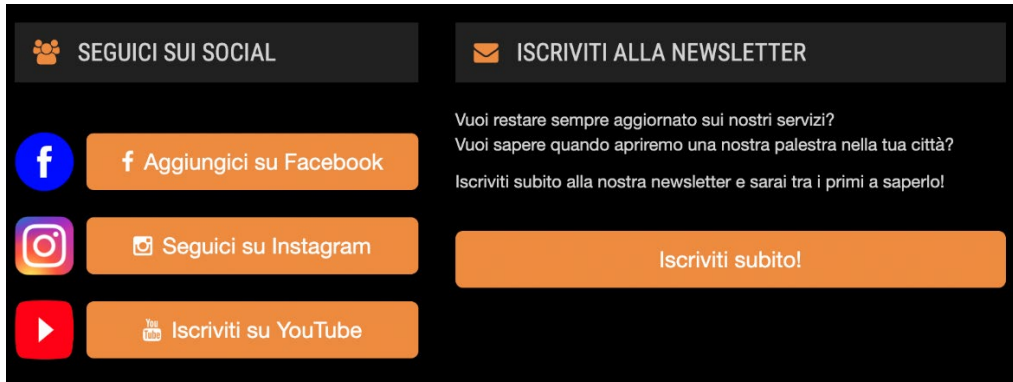 SEGUICI SUI SOCIAL
f
f Aggiungici su Facebook
Seguici su Instagram
You Tube Iscriviti su YouTube
ISCRIVITI ALLA NEWSLETTER
Vuoi restare sempre aggiornato sui nostri servizi?
Vuoi sapere quando apriremo una nostra palestra nella tua città?
Iscriviti subito alla nostra newsletter e sarai tra i primi a saperlo!
Iscriviti subito!